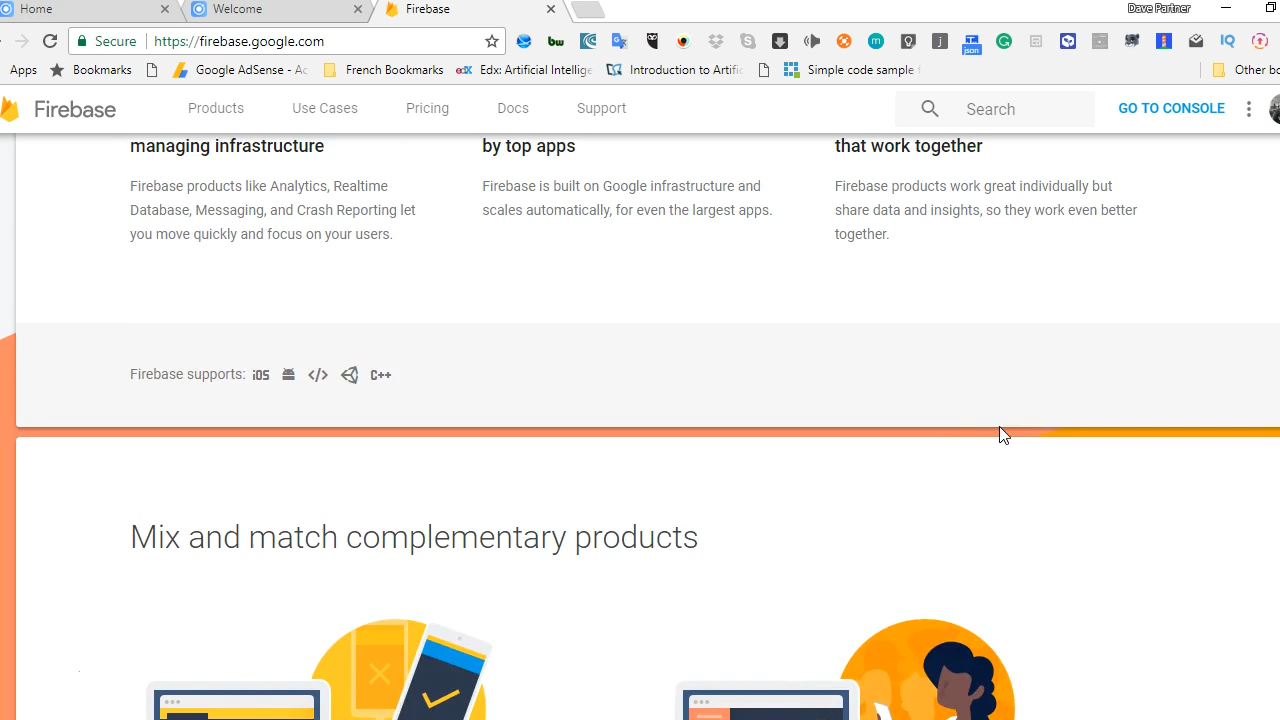 Home
Welcome
Firebase
Dave Partner
Secure
https://firebase.google.com
bw
json
IQ
Apps
Bookmarks
Google AdSense - Ac
French Bookmarks
edX
Edx: Artificial Intellige
Introduction to Artific
Simple code sample f
Other bo
Firebase
Products
Use Cases
Pricing
Docs
Support
Search
GO TO CONSOLE
managing infrastructure
Firebase products like Analytics, Realtime
Database, Messaging, and Crash Reporting let
you move quickly and focus on your users.
by top apps
Firebase is built on Google infrastructure and
scales automatically, for even the largest apps.
that work together
Firebase products work great individually but
share data and insights, so they work even better
together.
Firebase supports: iOS </> C++
Mix and match complementary products